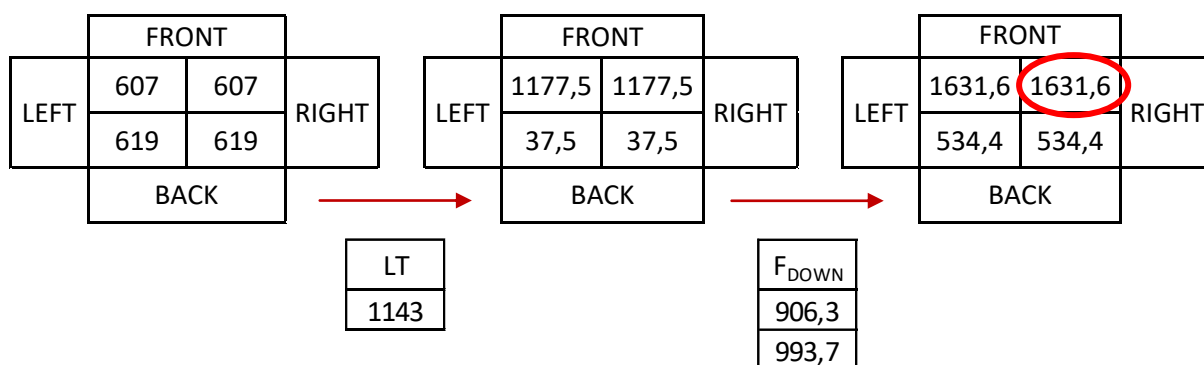 FRONT FRONT FRONT
LEFT 607 607 RIGHT LEFT 1177,5 1177,5 RIGHT LEFT 1631,6 1631,6 RIGHT
619 619 37,5 37,5 534,4 534,4
BACK BACK BACK
LT F_DOWN
1143 906,3
993,7